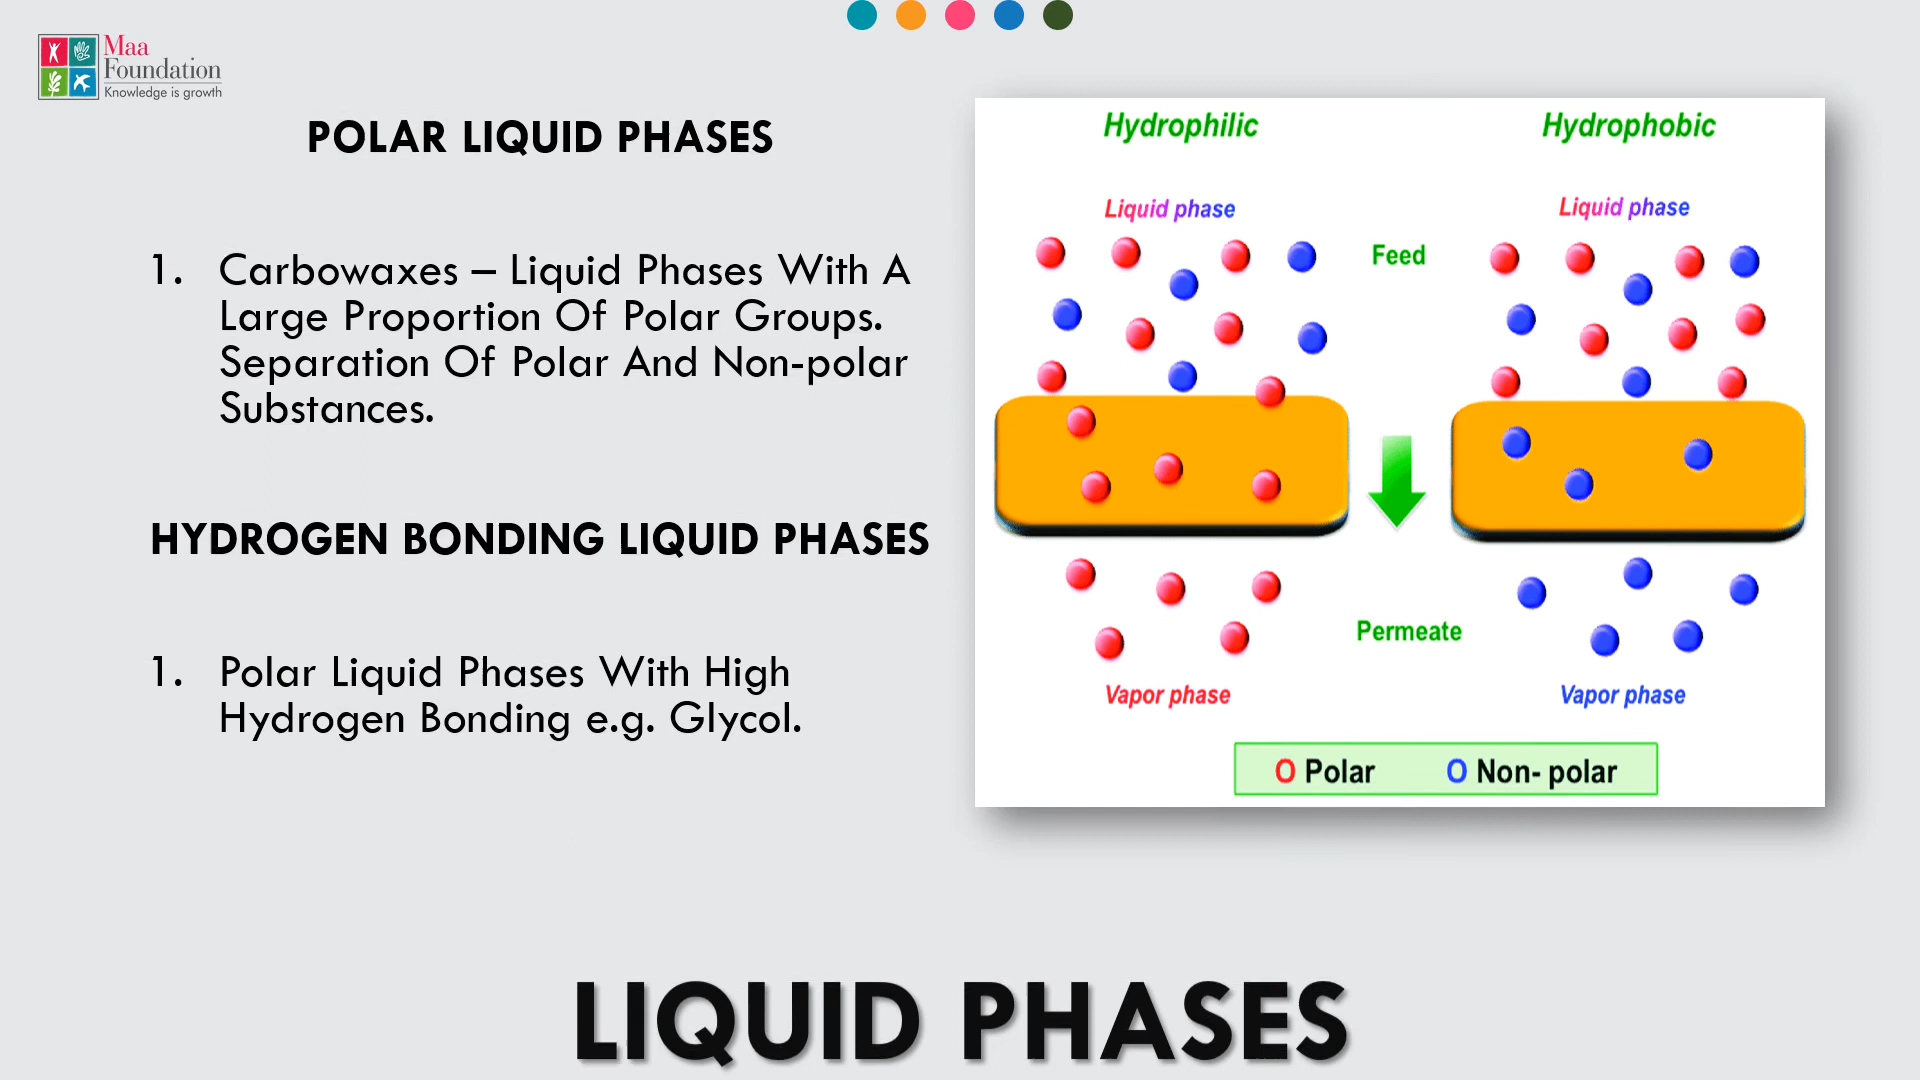 Maa
Foundation
Knowledge is growth
POLAR LIQUID PHASES
1. Carbowaxes – Liquid Phases With A
Large Proportion Of Polar Groups.
Separation Of Polar And Non-polar
Substances.
HYDROGEN BONDING LIQUID PHASES
1. Polar Liquid Phases With High
Hydrogen Bonding e.g. Glycol.
Hydrophilic
Hydrophobic
Liquid phase
Liquid phase
Feed
Permeate
Vapor phase
Vapor phase
O Polar O Non- polar
LIQUID PHASES